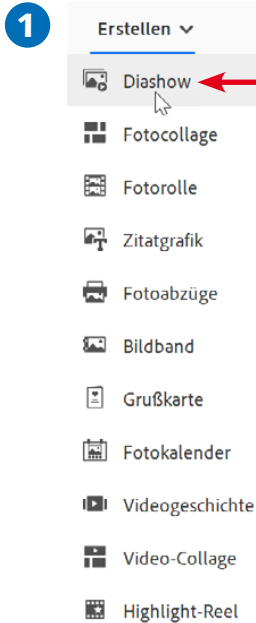 1
Erstellen
Diashow
Fotocollage
Fotorolle
Zitatgrafik
Fotoabzüge
Bildband
Grußkarte
Fotokalender
Videogeschichte
Video-Collage
Highlight-Reel